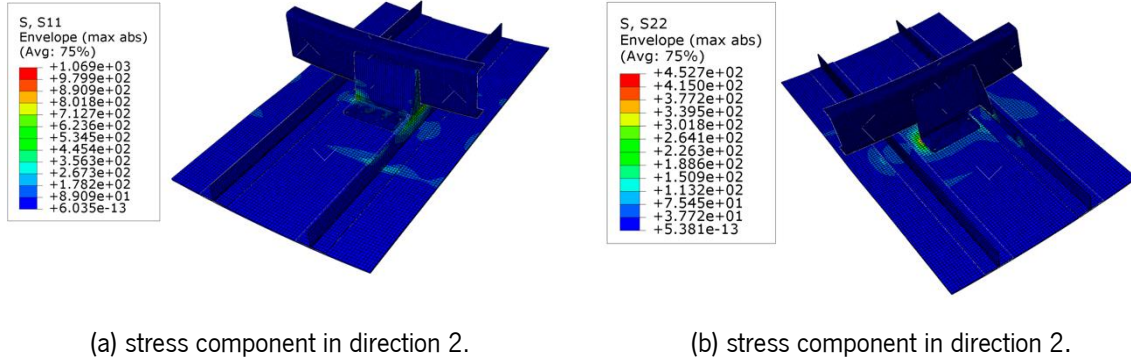 S, S11
Envelope (max abs)
(Avg: 75%)
+1.069e+03
+9.799e+02
+8.909e+02
+8.018e+02
+7.127e+02
+6.236e+02
+5.345e+02
+4.454e+02
+3.563e+02
+2.673e+02
+1.782e+02
+8.909e+01
+6.035e-13
S, S22
Envelope (max abs)
(Avg: 75%)
+4.527e+02
+4.150e+02
+3.772e+02
+3.395e+02
+3.018e+02
+2.641e+02
+2.263e+02
+1.886e+02
+1.509e+02
+1.132e+02
+7.545e+01
+3.772e+01
+5.381e-13
(a) stress component in direction 2.
(b) stress component in direction 2.